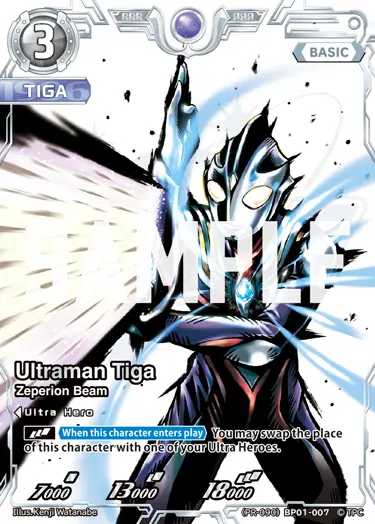 3
BASIC
1996
TIGA
SAMPLE
Ultraman Tiga
Zeperion Beam
Ultra Hero
When this character enters play You may swap the place
of this character with one of your Ultra Heroes.
7000 13000 18000
Illus.Kenji Watanabe (PR-090) BP01-007 © TPC